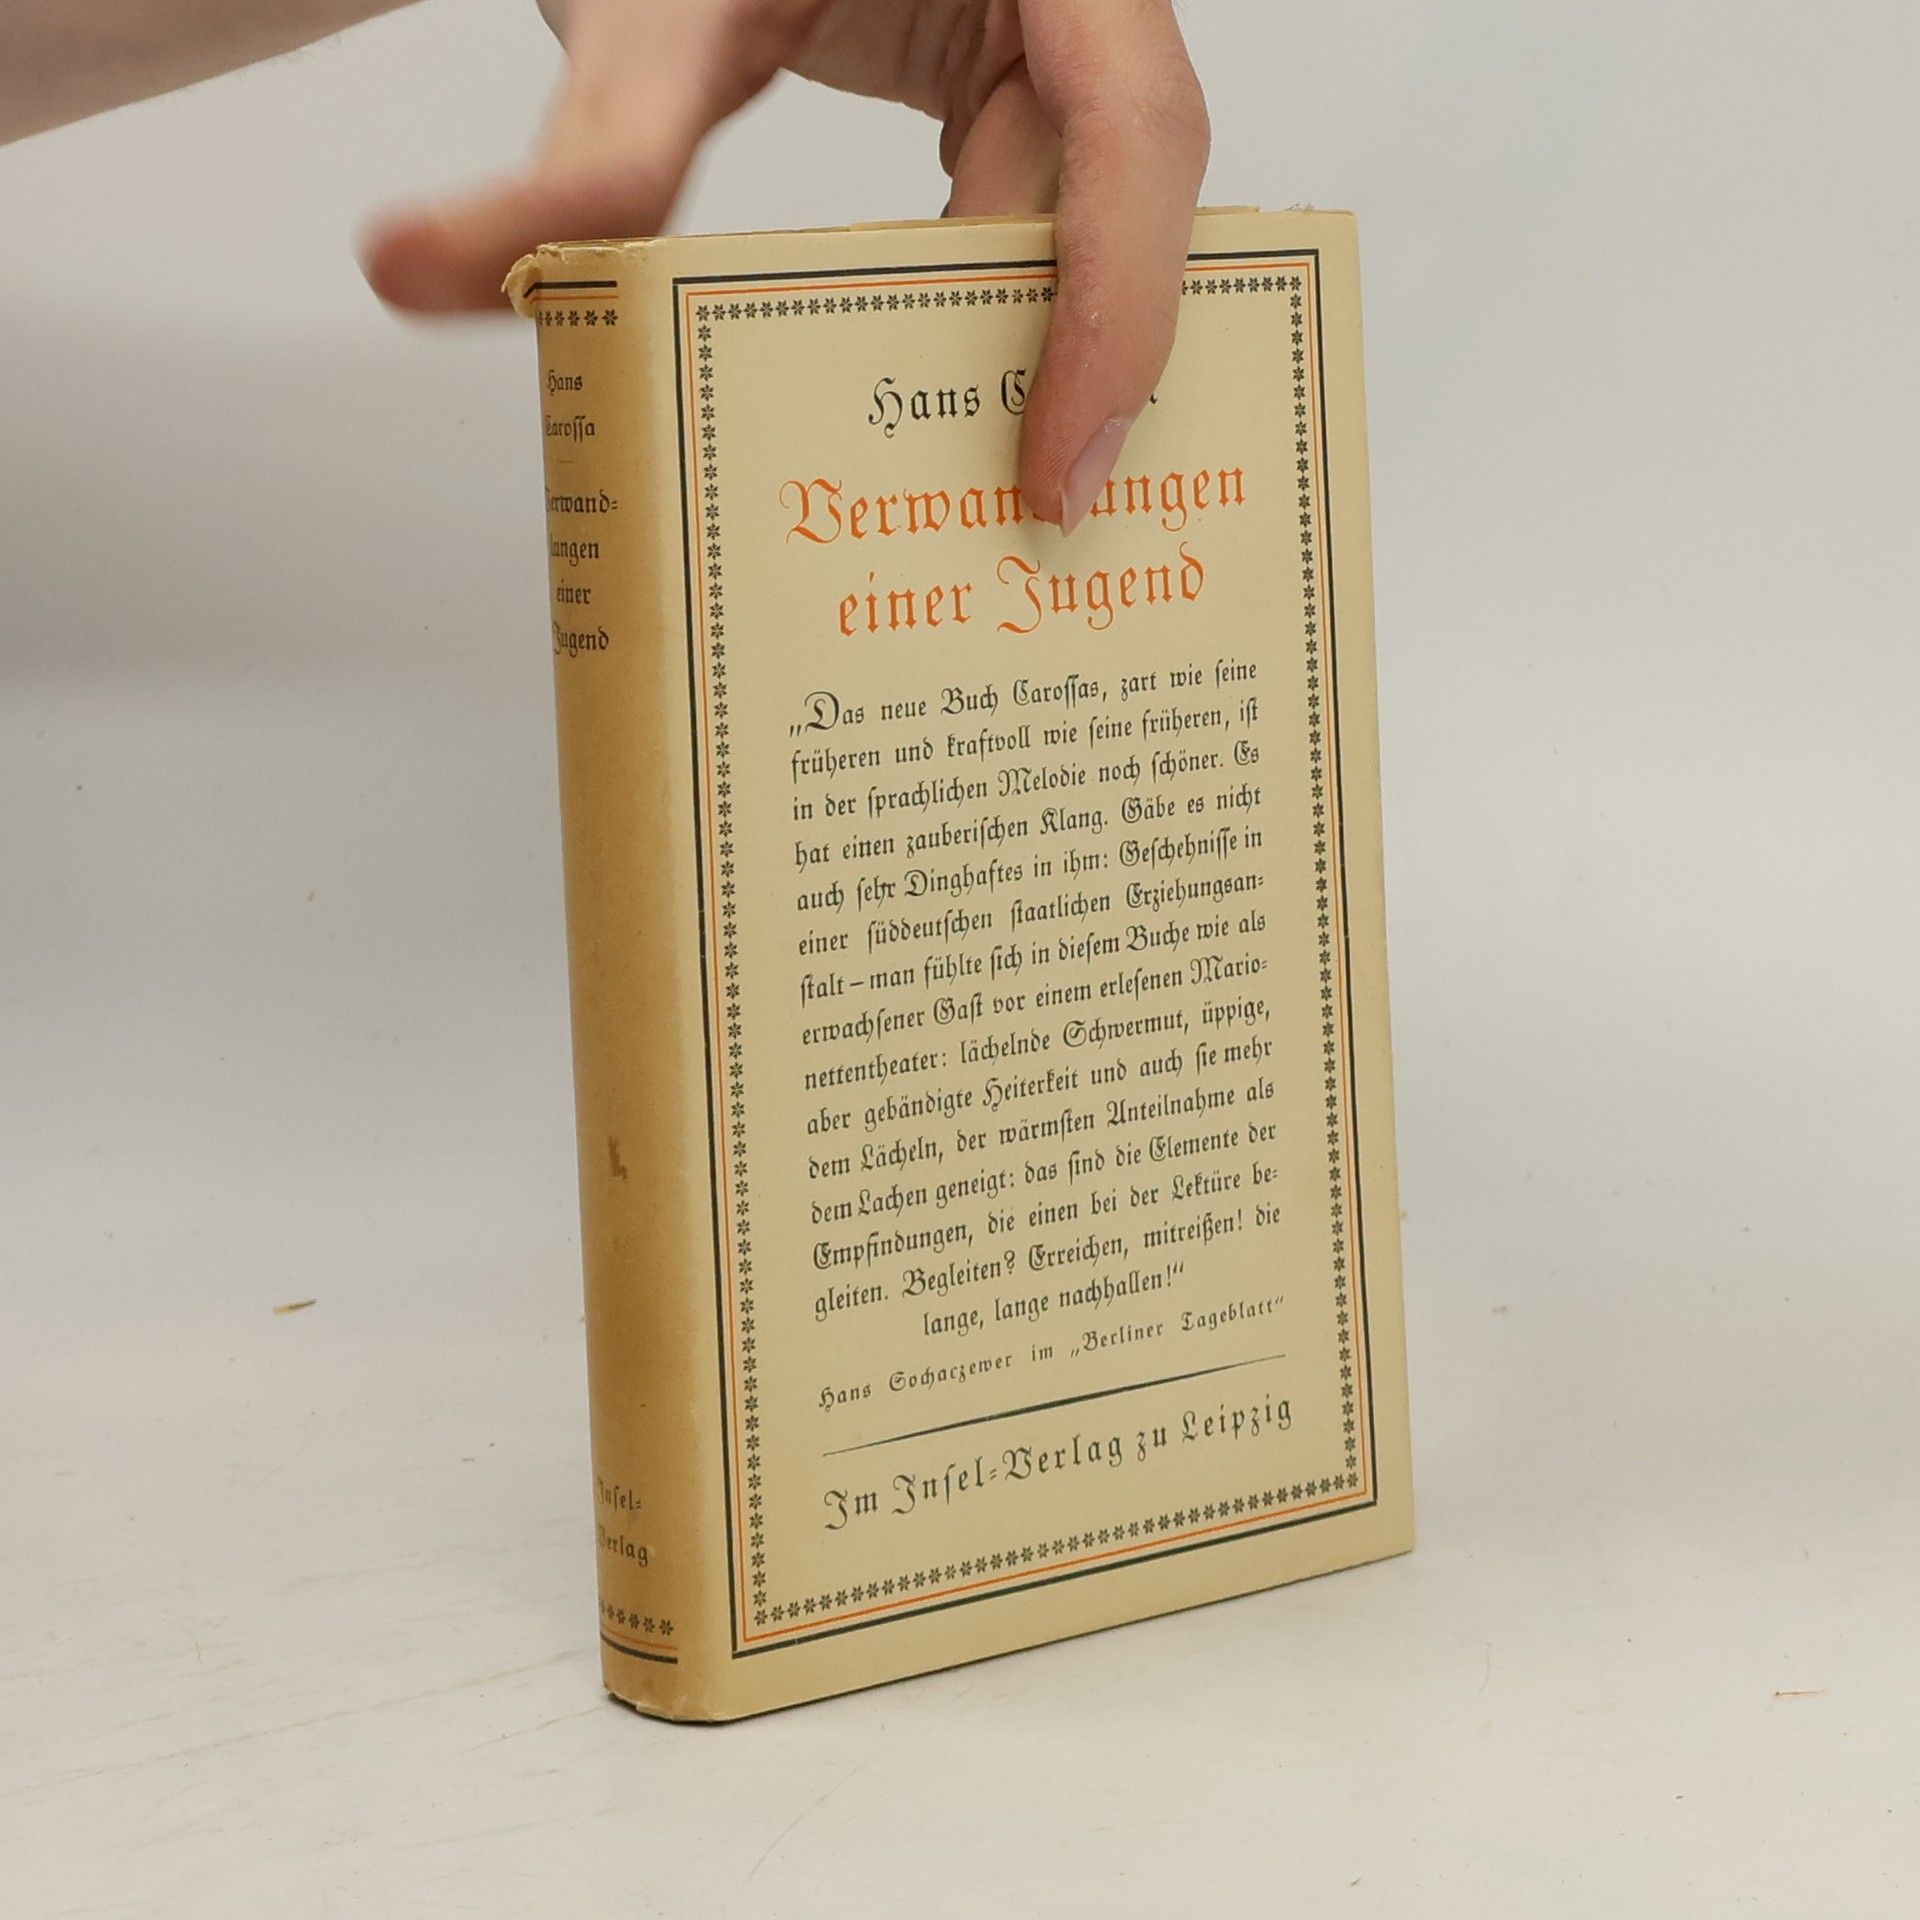 Hans
Carossa
Verwand-
lungen
einer
Jugend
Insel-
Verlag
Hans
einer Jugend
„Das neue Buch Carossas, zart wie seine
früheren und kraftvoll wie seine früheren, ist
in der sprachlichen Melodie noch schöner. Es
hat einen zauberischen Klang. Gäbe es nicht
auch sehr Dinghaftes in ihm: Geschehnisse in
einer süddeutschen staatlichen Erziehungsan-
stalt – man fühlte sich in diesem Buche wie als
erwachsener Gast vor einem erlesenen Mario-
nettentheater: lächelnde Schwermut, üppige,
aber gebändigte Heiterkeit und auch sie mehr
dem Lächeln, der wärmsten Anteilnahme als
dem Lachen geneigt: das sind die Elemente der
Empfindungen, die einen bei der Lektüre be-
gleiten. Begleiten? Erreichen, mitreißen! die
lange, lange nachhallen!“
Hans Sochaczewer im „Berliner Tageblatt“
Im Insel-Verlag zu Leipzig